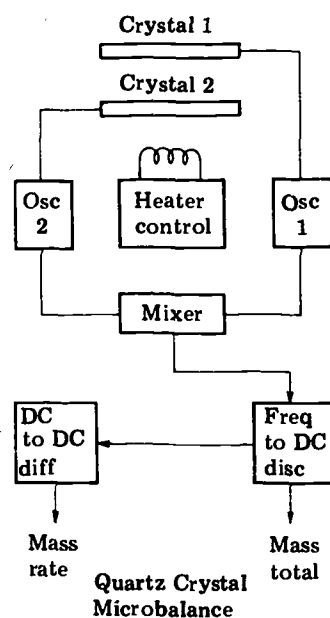 Crystal 1
Crystal 2
Osc
2
Heater
control
Osc
1
Mixer
DC
to DC
diff
Freq
to DC
disc
Mass
rate
Mass
total
Quartz Crystal
Microbalance